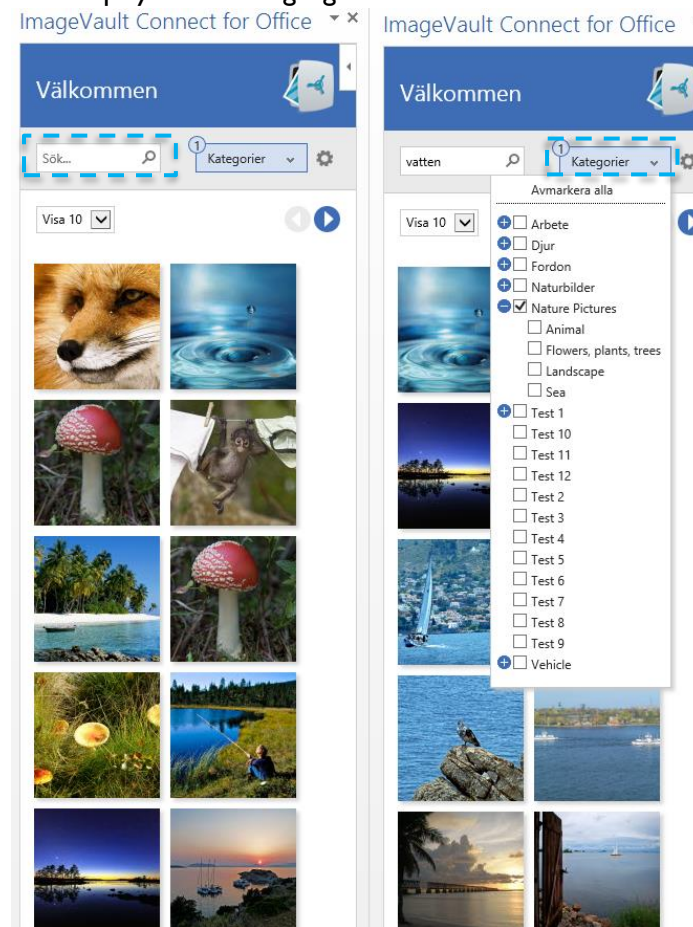 ImageVault Connect for Office
Välkommen
Sök...
1
Kategorier
Visa 10
ImageVault Connect for Office
Välkommen
vatten
1
Kategorier
Avmarkera alla
Visa 10
Arbete
Djur
Fordon
Naturbilder
Nature Pictures
Animal
Flowers, plants, trees
Landscape
Sea
Test 1
Test 10
Test 11
Test 12
Test 2
Test 3
Test 4
Test 5
Test 6
Test 7
Test 8
Test 9
Vehicle